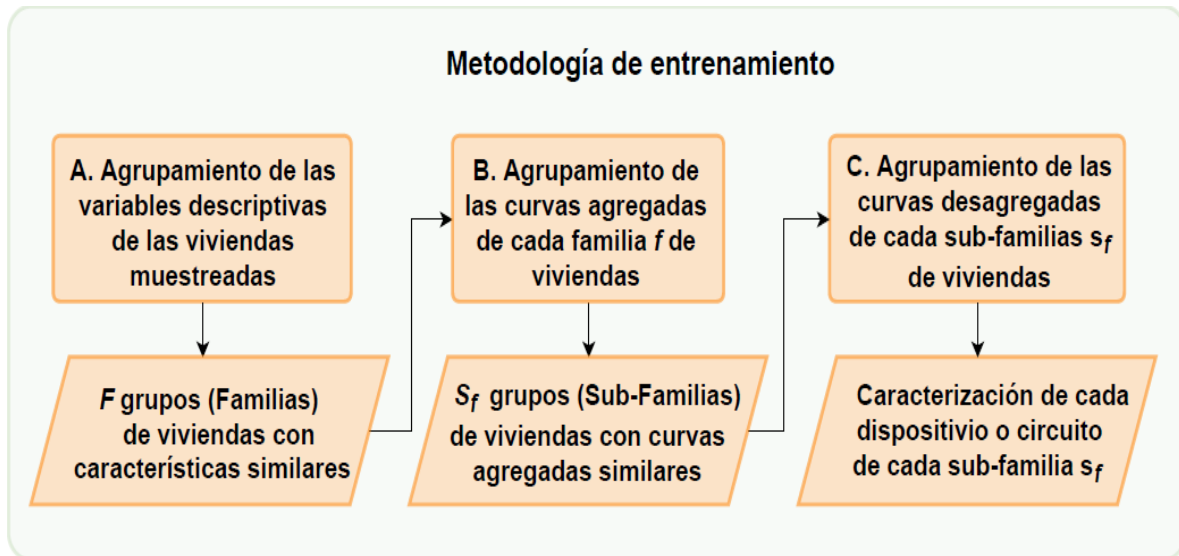 Metodología de entrenamiento
A. Agrupamiento de las
variables descriptivas
de las viviendas
muestreadas
F grupos (Familias)
de viviendas con
características similares
B. Agrupamiento de
las curvas agregadas
de cada familia f de
viviendas
S_f grupos (Sub-Familias)
de viviendas con curvas
agregadas similares
C. Agrupamiento de las
curvas desagregadas
de cada sub-familias s_f
de viviendas
Caracterización de cada
dispositivio o circuito
de cada sub-familia s_f